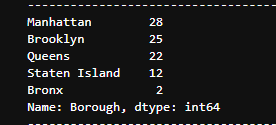 --------------------------------------
Manhattan        28
Brooklyn         25
Queens           22
Staten Island    12
Bronx             2
Name: Borough, dtype: int64
--------------------------------------